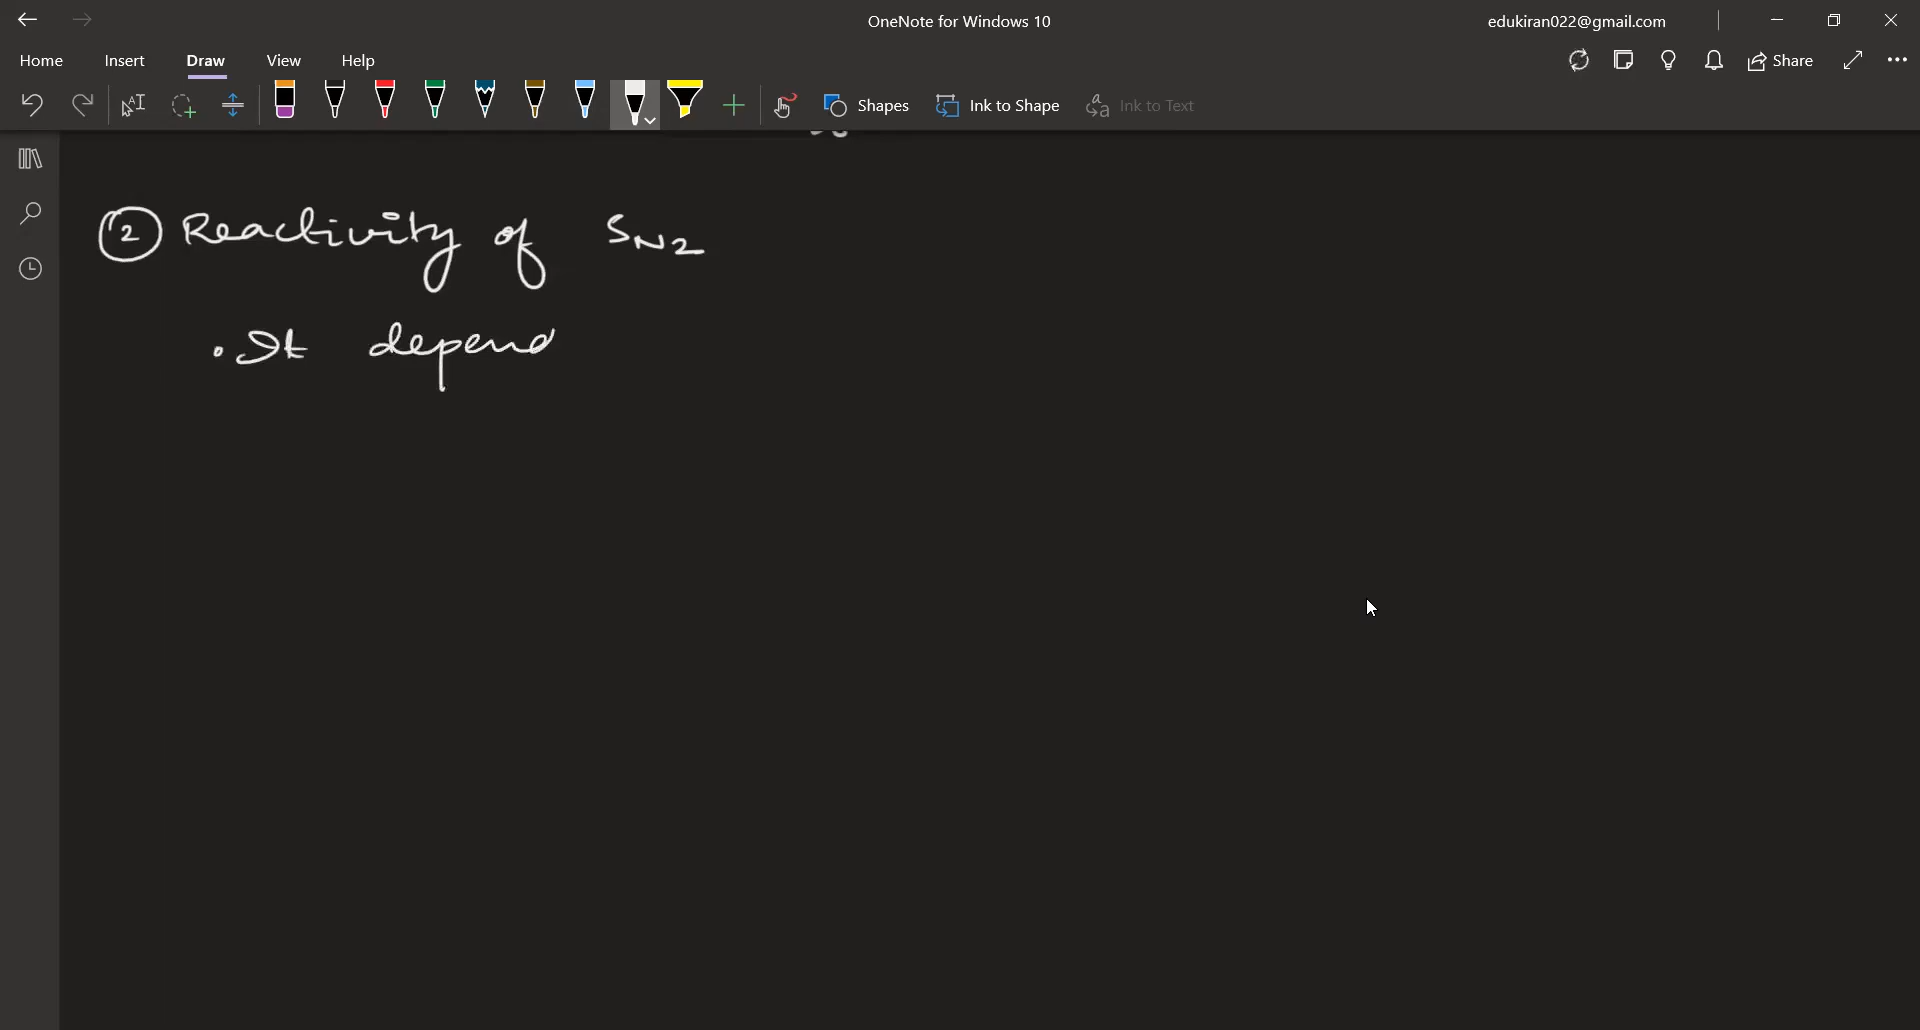 OneNote for Windows 10
edukiran022@gmail.com
Home Insert Draw View Help
Share
Shapes Ink to Shape Ink to Text
② Reactivity of SN2
• It depend